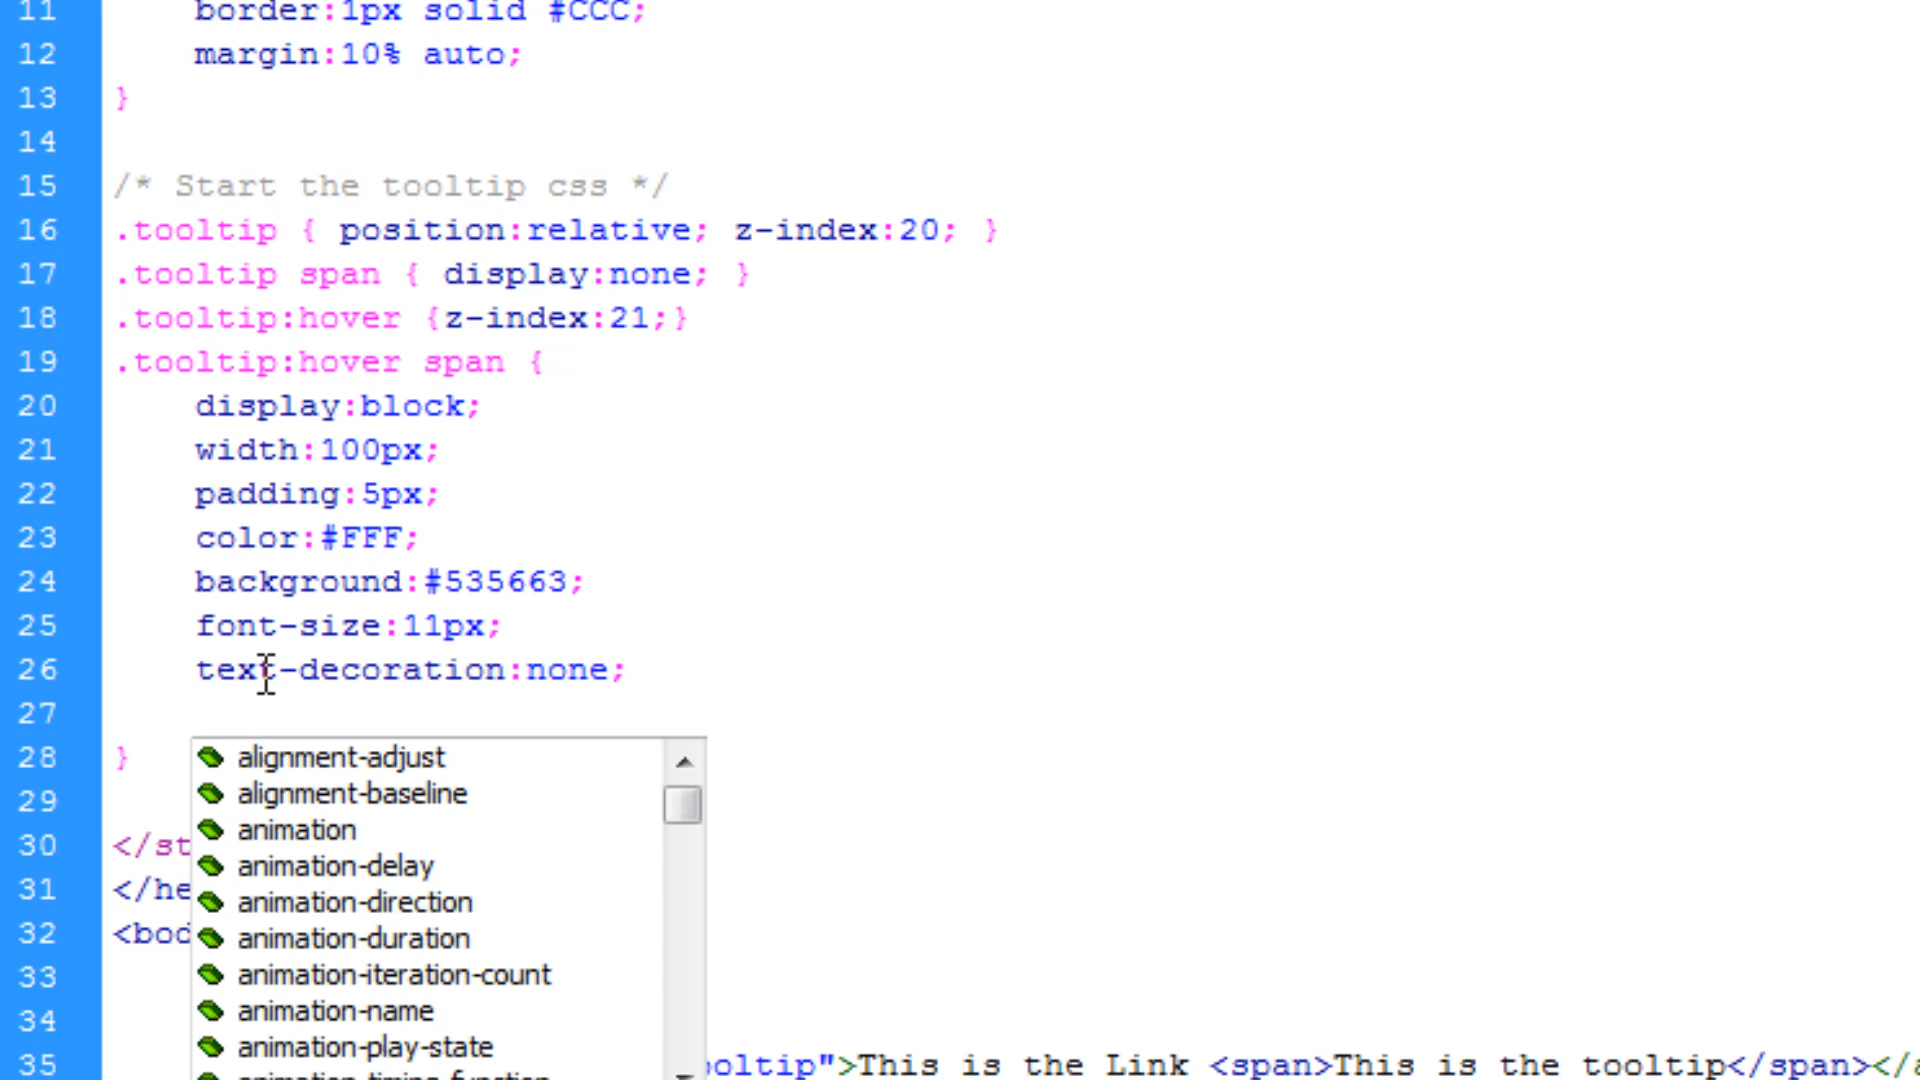 11 border:1px solid #CCC;
12 margin:10% auto;
13 }
14
15 /* Start the tooltip css */
16 .tooltip { position:relative; z-index:20; }
17 .tooltip span { display:none; }
18 .tooltip:hover {z-index:21;}
19 .tooltip:hover span {
20 display:block;
21 width:100px;
22 padding:5px;
23 color:#FFF;
24 background:#535663;
25 font-size:11px;
26 text-decoration:none;
27
28 }
alignment-adjust
29
alignment-baseline
animation
30 </st
animation-delay
31 </he
animation-direction
32 <bod
animation-duration
33
animation-iteration-count
34
animation-name
animation-play-state
35 ooltip">This is the Link <span>This is the tooltip</span></a
animation-timing-function